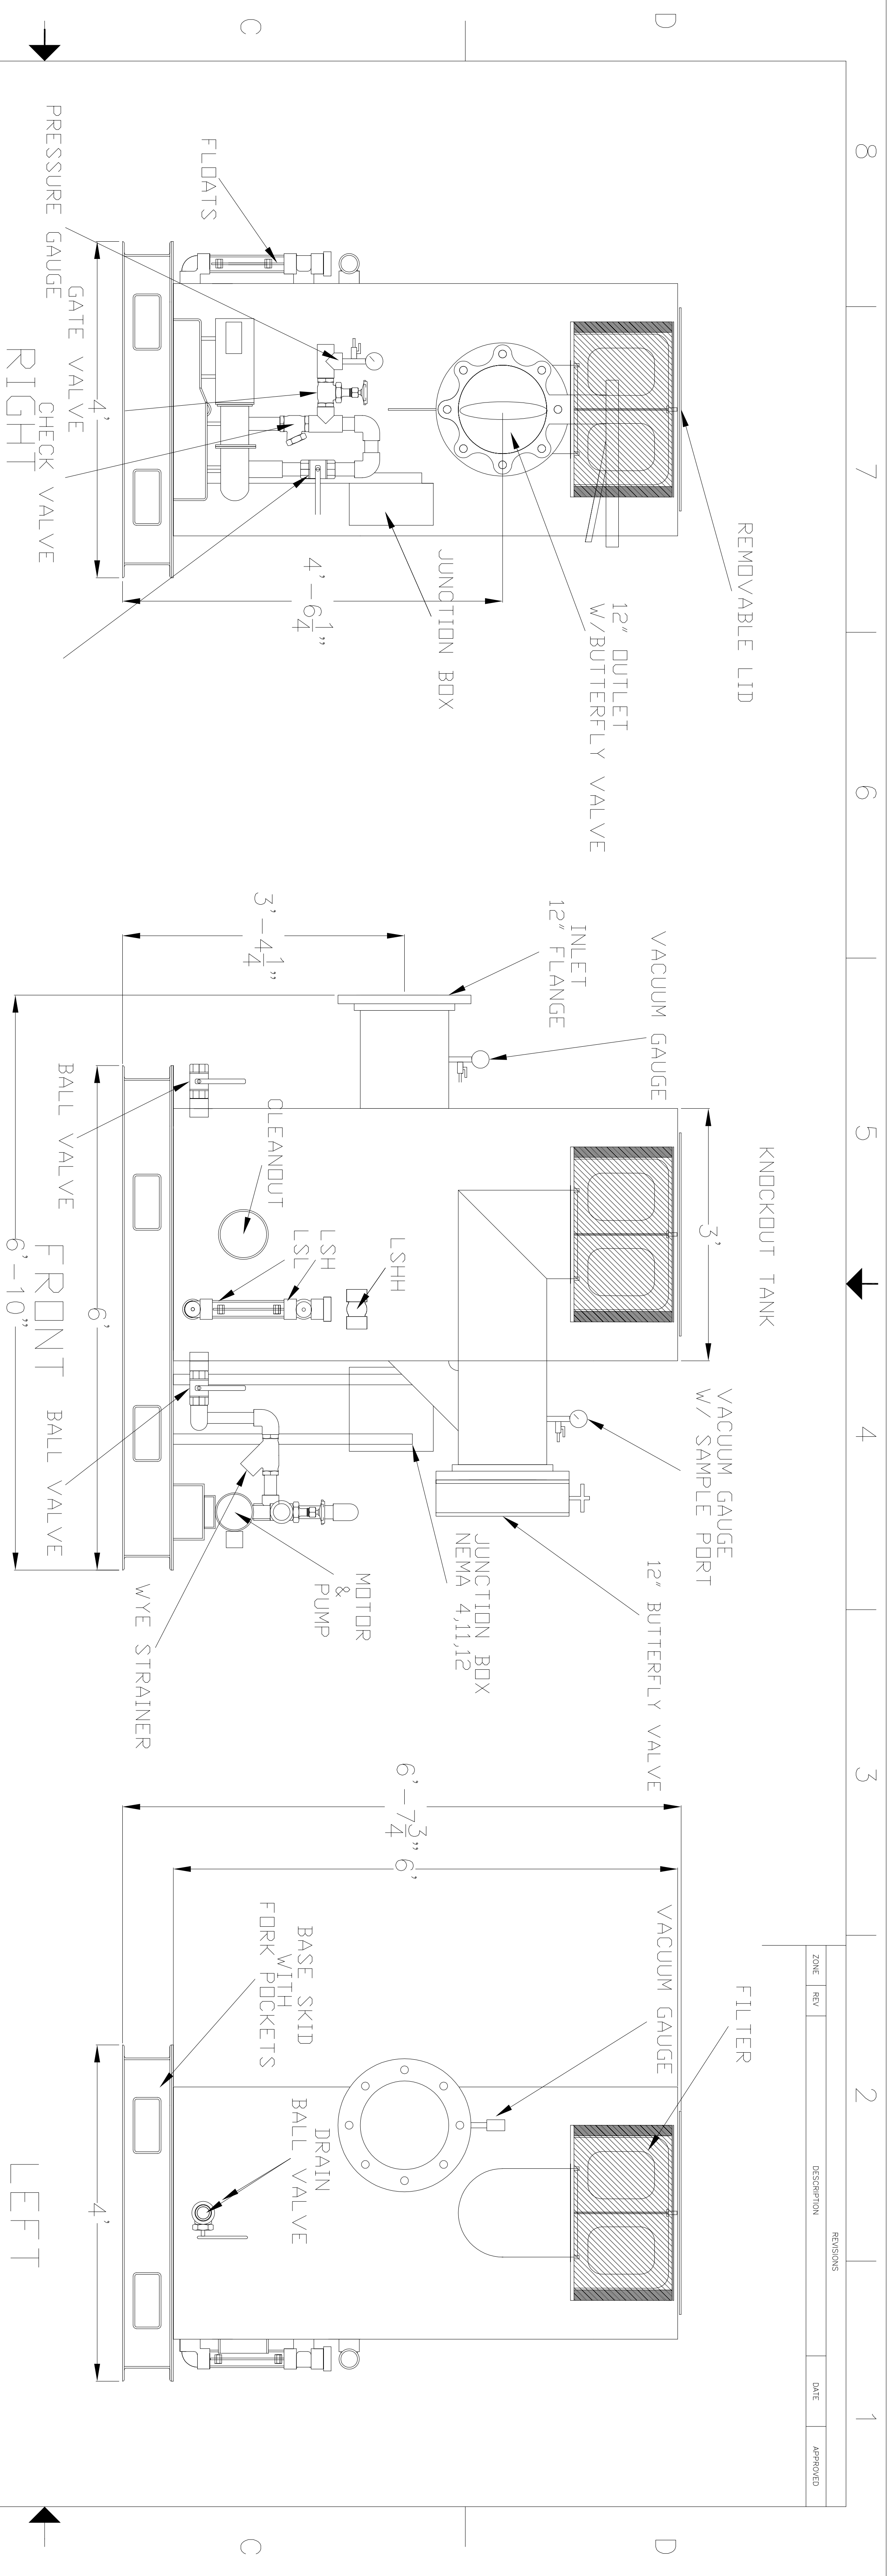 8
7
6
5
4
3
2
1
D
D
C
C
REVISIONS
ZONE
REV
DESCRIPTION
DATE
APPROVED
REMOVABLE LID
12" OUTLET
W/BUTTERFLY VALVE
JUNCTION BOX
4'-6 1/4"
FLOATS
PRESSURE GAUGE
GATE VALVE
4'
CHECK VALVE
RIGHT
KNOCKOUT TANK
3'
VACUUM GAUGE
INLET
12" FLANGE
3'-4 1/4"
VACUUM GAUGE
W/ SAMPLE PORT
12" BUTTERFLY VALVE
JUNCTION BOX
NEMA 4,11,12
LSHH
LSH
LSL
CLEANOUT
MOTOR
&
PUMP
WYE STRAINER
BALL VALVE
BALL VALVE
6'
FRONT
6'-10"
FILTER
VACUUM GAUGE
6'-7 3/4"
6'
BASE SKID
WITH
FORK POCKETS
DRAIN
BALL VALVE
4'
LEFT